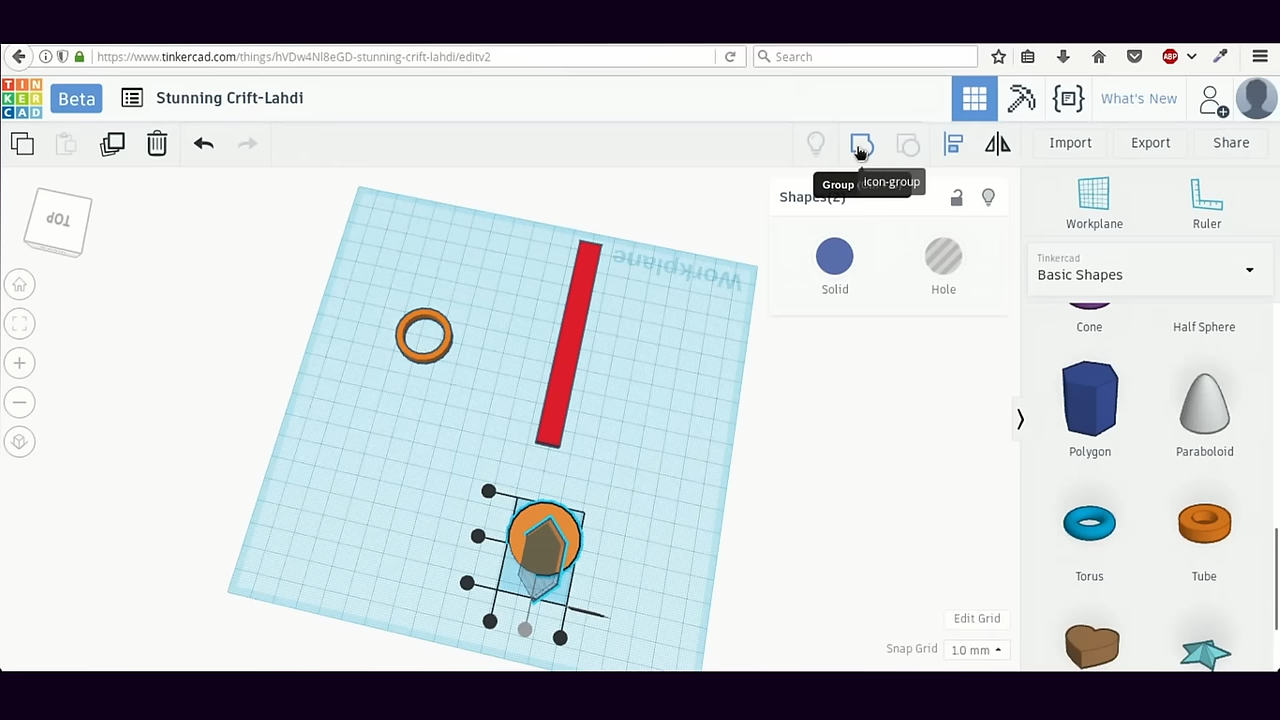 https://www.tinkercad.com/things/hVDw4Nl8eGD-stunning-crift-lahdi/editv2
Search
ABP
TIN
KER
CAD
Beta
Stunning Crift-Lahdi
What's New
Import
Export
Share
Group
icon-group
Shapes(2)
Solid
Hole
TOP
Workplane
Workplane
Ruler
Tinkercad
Basic Shapes
Cone
Half Sphere
Polygon
Paraboloid
Torus
Tube
Edit Grid
Snap Grid
1.0 mm